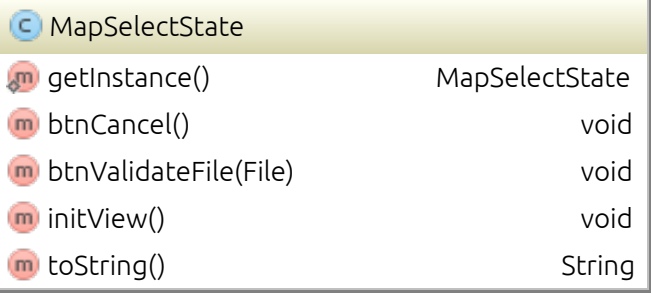 C MapSelectState
m getInstance() MapSelectState
m btnCancel() void
m btnValidateFile(File) void
m initView() void
m toString() String